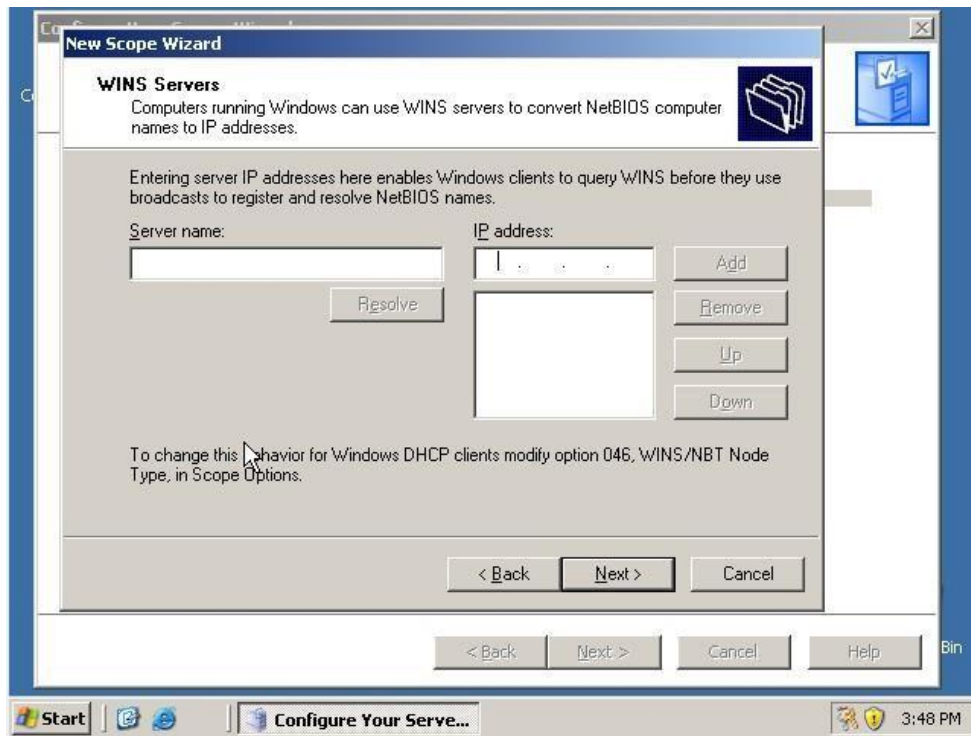 New Scope Wizard
WINS Servers
Computers running Windows can use WINS servers to convert NetBIOS computer
names to IP addresses.
Entering server IP addresses here enables Windows clients to query WINS before they use
broadcasts to register and resolve NetBIOS names.
Server name:
IP address:
Add
Resolve
Remove
Up
Down
To change this behavior for Windows DHCP clients modify option 046, WINS/NBT Node
Type, in Scope Options.
< Back
Next >
Cancel
< Back
Next >
Cancel
Help
Bin
Start
Configure Your Serve...
3:48 PM